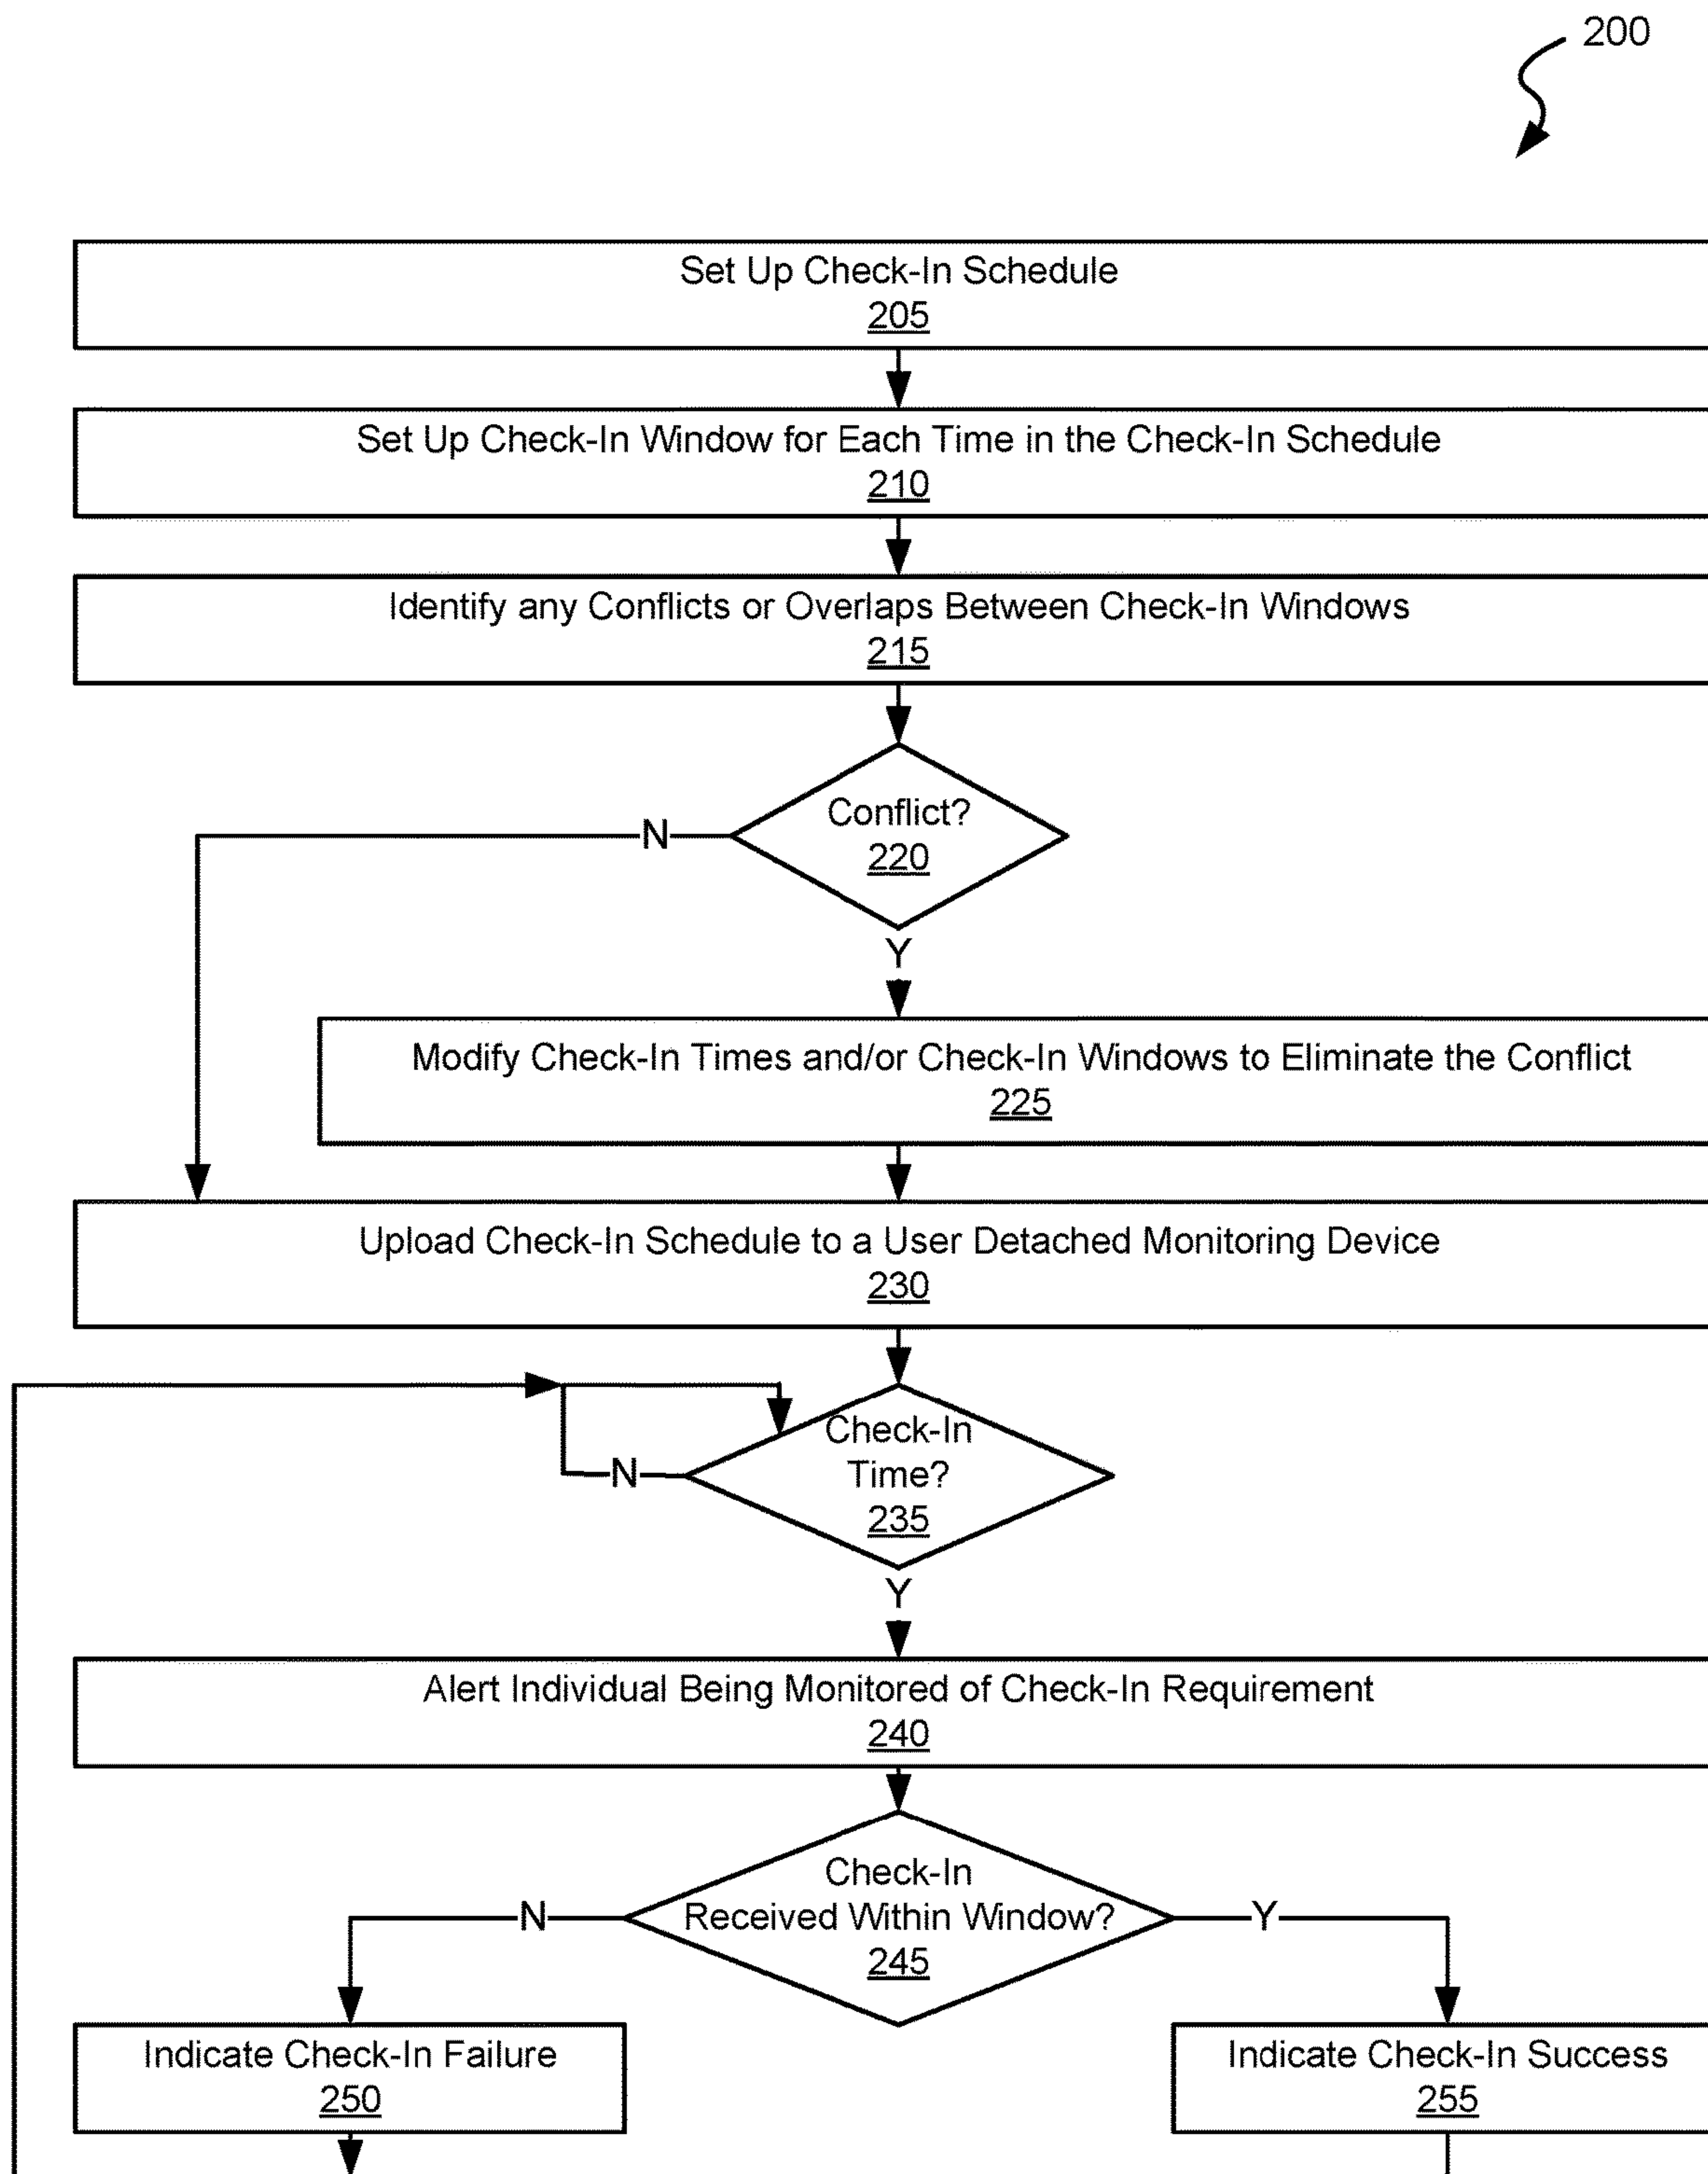 200
Set Up Check-In Schedule
205
Set Up Check-In Window for Each Time in the Check-In Schedule
210
Identify any Conflicts or Overlaps Between Check-In Windows
215
Conflict?
N
220
Y
Modify Check-In Times and/or Check-In Windows to Eliminate the Conflict
225
Upload Check-In Schedule to a User Detached Monitoring Device
230
Check-In
Time?
N
235
Y
Alert Individual Being Monitored of Check-In Requirement
240
Check-In
N
Received Within Window?
Y
245
Indicate Check-In Failure
250
Indicate Check-In Success
255